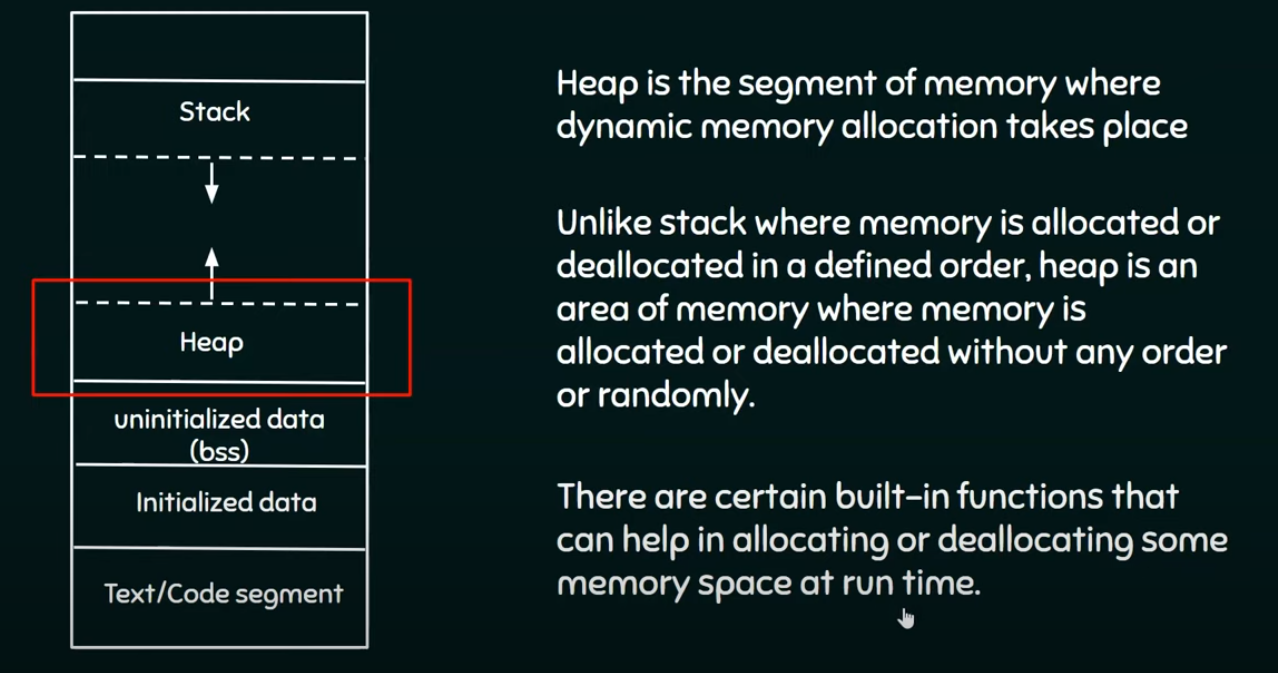 Stack
Heap
uninitialized data
(bss)
Initialized data
Text/Code segment
Heap is the segment of memory where
dynamic memory allocation takes place
Unlike stack where memory is allocated or
deallocated in a defined order, heap is an
area of memory where memory is
allocated or deallocated without any order
or randomly.
There are certain built-in functions that
can help in allocating or deallocating some
memory space at run time.